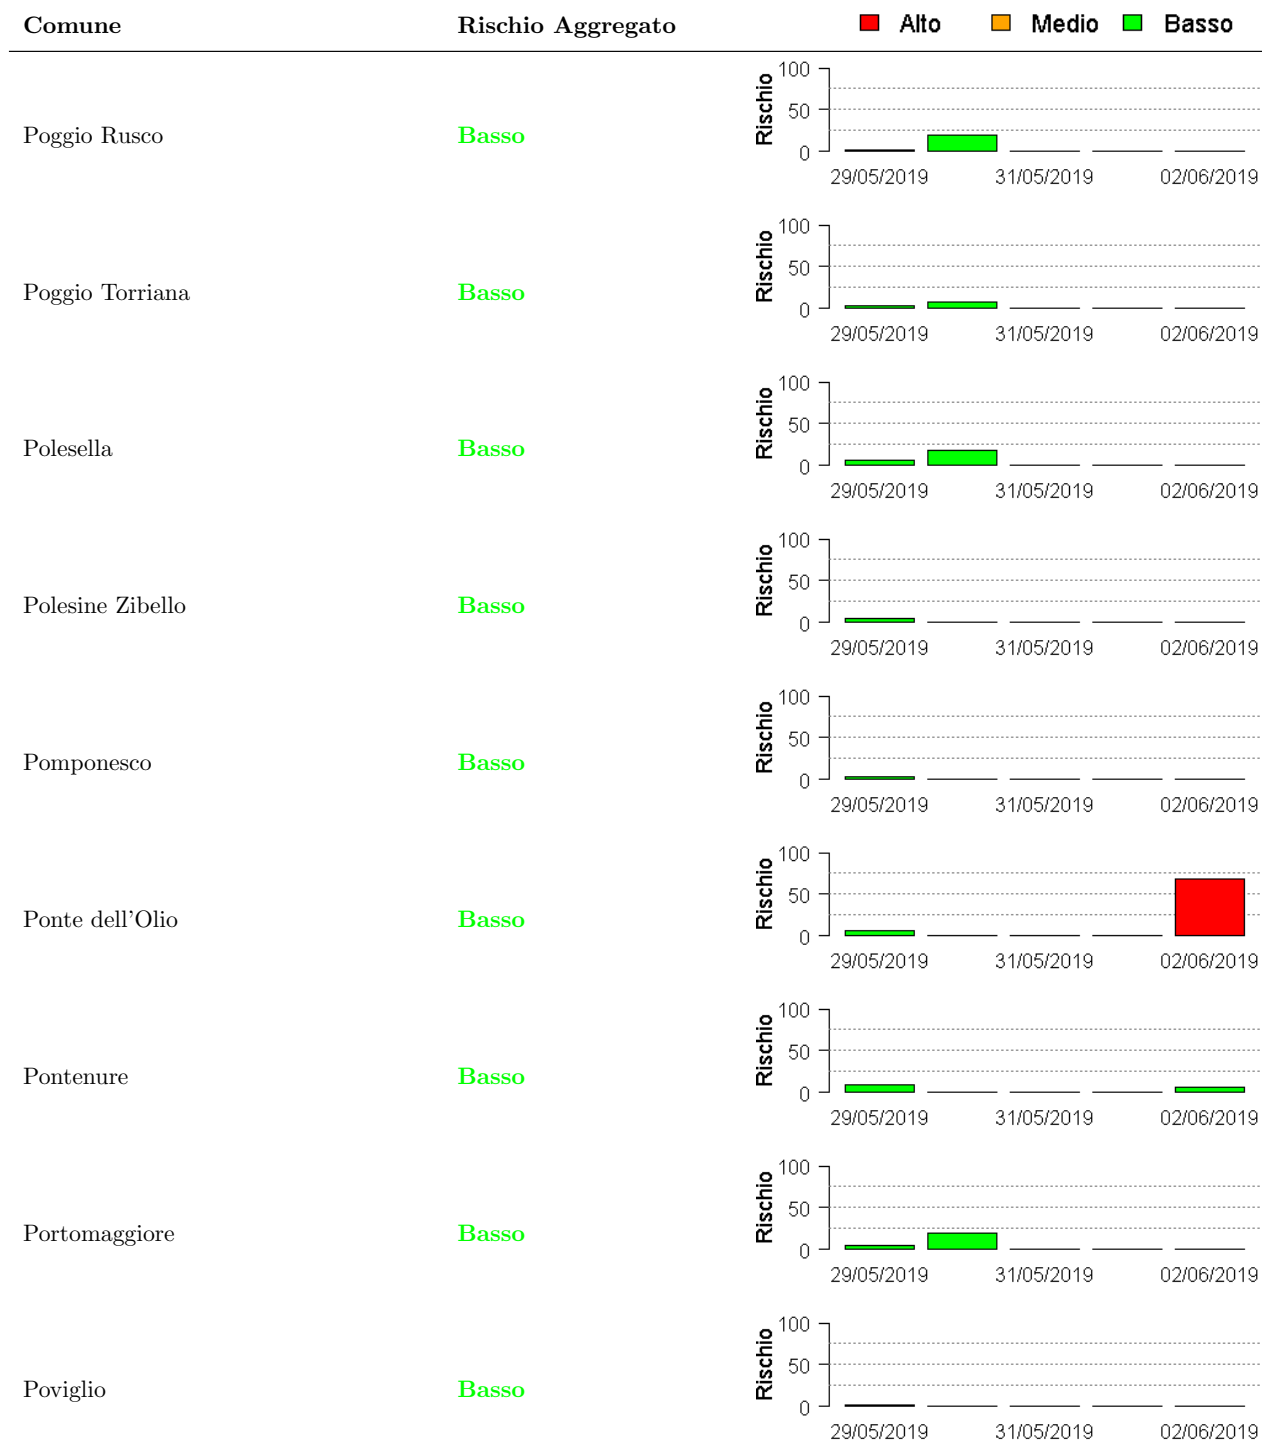 Comune Rischio Aggregato Alto Medio Basso
100
50
0
Rischio
Poggio Rusco Basso
29/05/2019 31/05/2019 02/06/2019
100
50
0
Rischio
Poggio Torriana Basso
29/05/2019 31/05/2019 02/06/2019
100
50
0
Rischio
Polesella Basso
29/05/2019 31/05/2019 02/06/2019
100
50
0
Rischio
Polesine Zibello Basso
29/05/2019 31/05/2019 02/06/2019
100
50
0
Rischio
Pomponesco Basso
29/05/2019 31/05/2019 02/06/2019
100
50
0
Rischio
Ponte dell'Olio Basso
29/05/2019 31/05/2019 02/06/2019
100
50
0
Rischio
Pontenure Basso
29/05/2019 31/05/2019 02/06/2019
100
50
0
Rischio
Portomaggiore Basso
29/05/2019 31/05/2019 02/06/2019
100
50
0
Rischio
Poviglio Basso
29/05/2019 31/05/2019 02/06/2019